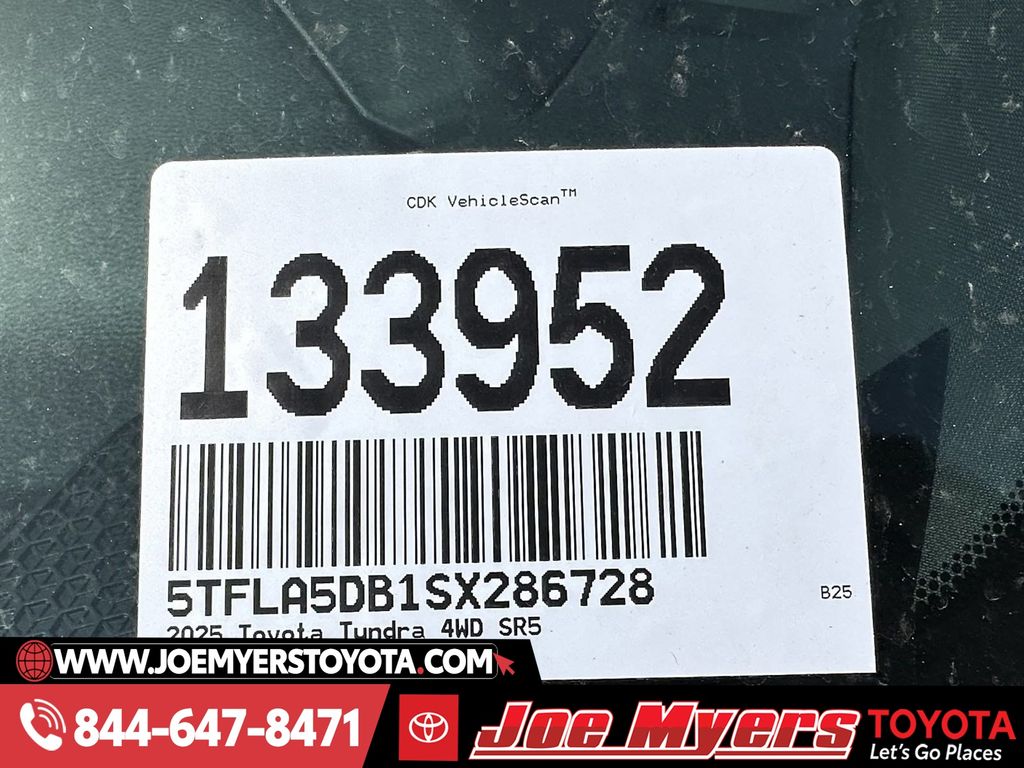 CDK VehicleScan™
133952
5TFLA5DB1SX286728
B25
2025 Toyota Tundra 4WD SR5
WWW.JOEMYERSTOYOTA.COM
844-647-8471
Joe Myers
TOYOTA
Let's Go Places